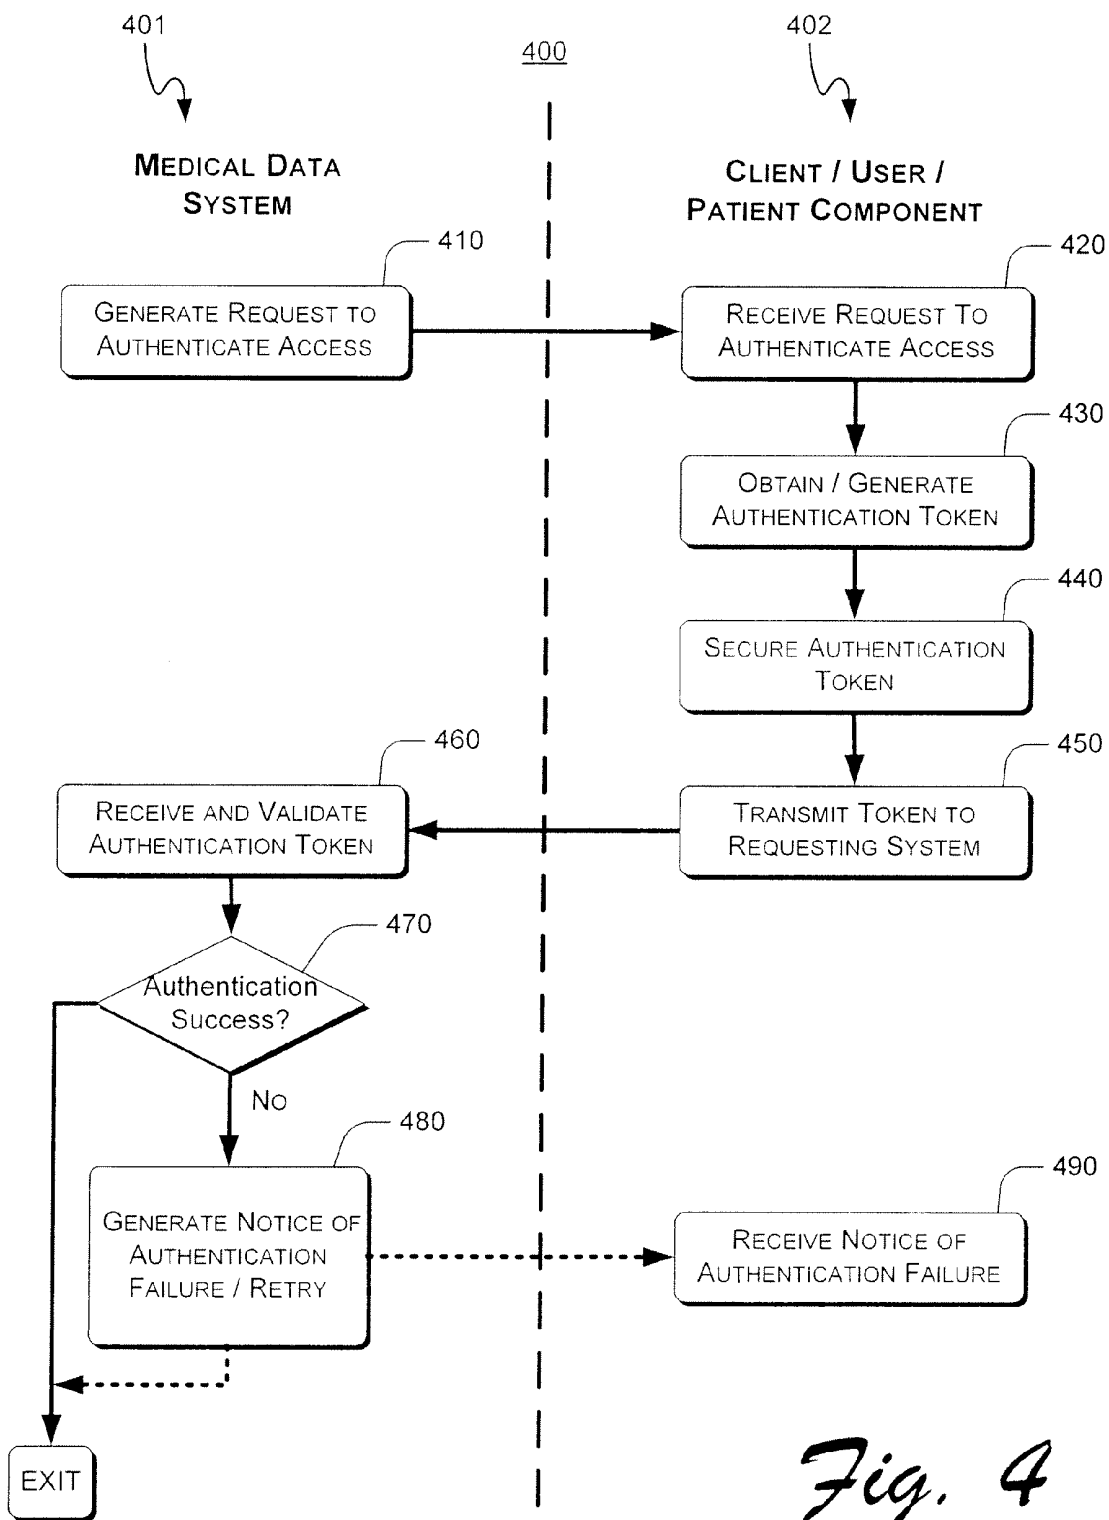 401
400
402
MEDICAL DATA
SYSTEM
CLIENT / USER /
PATIENT COMPONENT
410
GENERATE REQUEST TO
AUTHENTICATE ACCESS
420
RECEIVE REQUEST TO
AUTHENTICATE ACCESS
430
OBTAIN / GENERATE
AUTHENTICATION TOKEN
440
SECURE AUTHENTICATION
TOKEN
450
TRANSMIT TOKEN TO
REQUESTING SYSTEM
460
RECEIVE AND VALIDATE
AUTHENTICATION TOKEN
470
Authentication
Success?
NO
480
GENERATE NOTICE OF
AUTHENTICATION
FAILURE / RETRY
490
RECEIVE NOTICE OF
AUTHENTICATION FAILURE
EXIT
Fig. 4